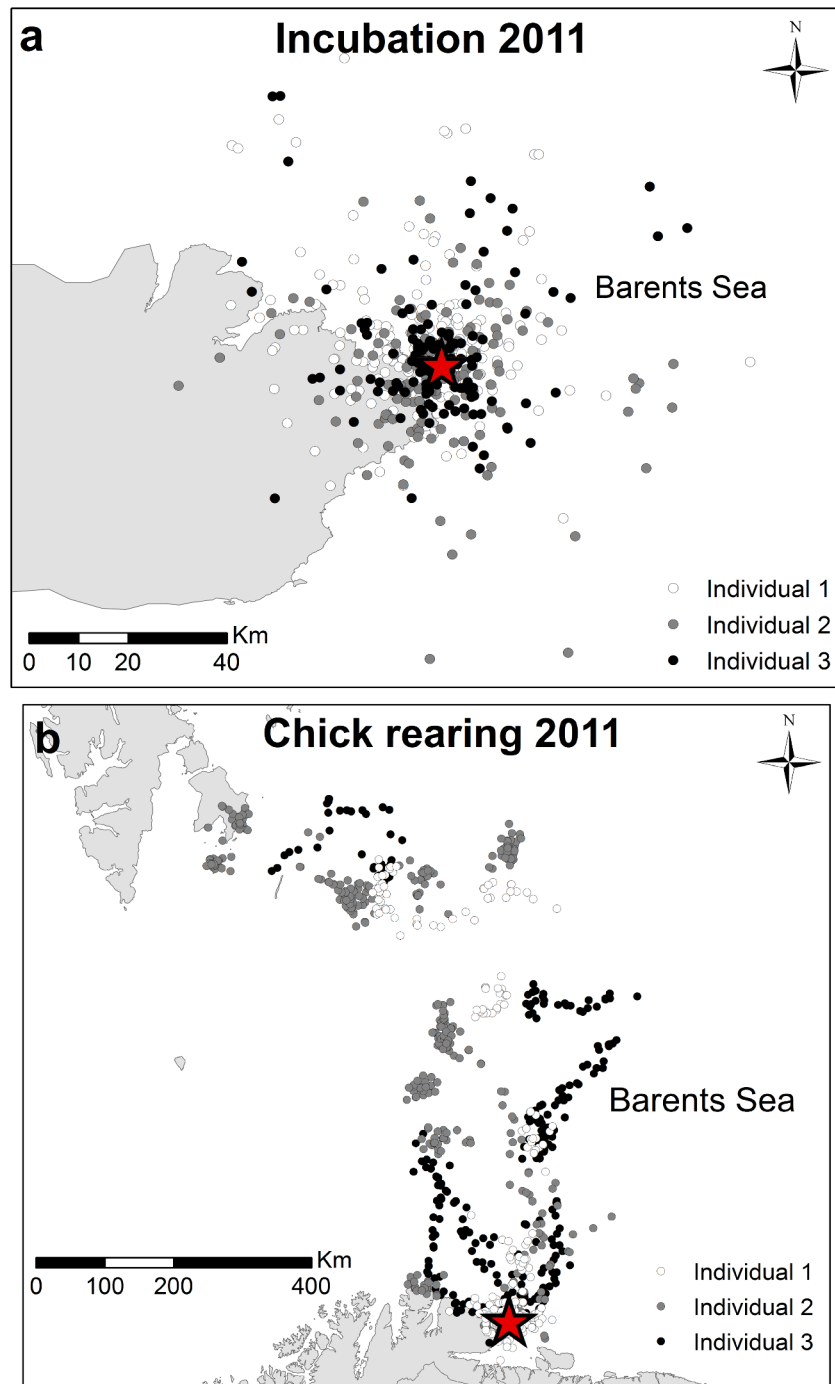 a
Incubation 2011
N
Barents Sea
Individual 1
Individual 2
Individual 3
Km
0 10 20 40
b
Chick rearing 2011
N
Barents Sea
Km
0 100 200 400
Individual 1
Individual 2
Individual 3